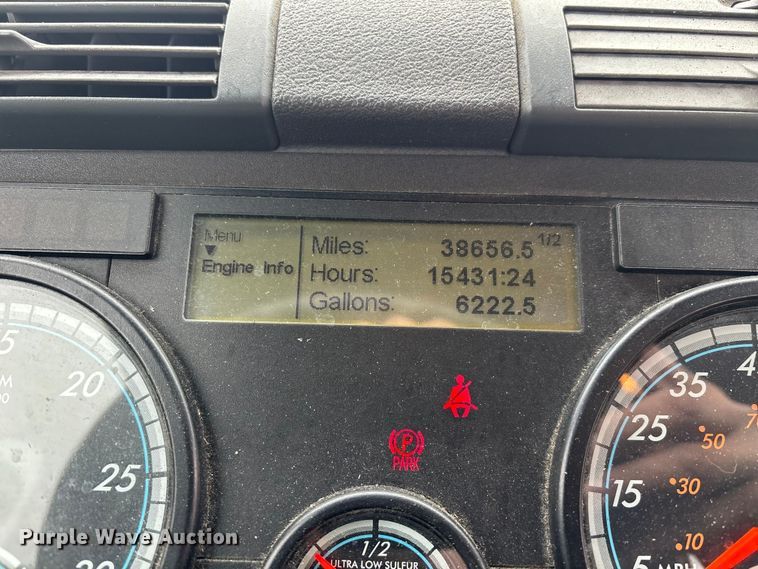 Menu
Miles: 38656.5 1/2
Engine Info
Hours: 15431:24
Gallons: 6222.5
PARK
20
25
35
25
15
5 MPH
50
30
10
1/2
ULTRA LOW SULFUR
Purple Wave Auction